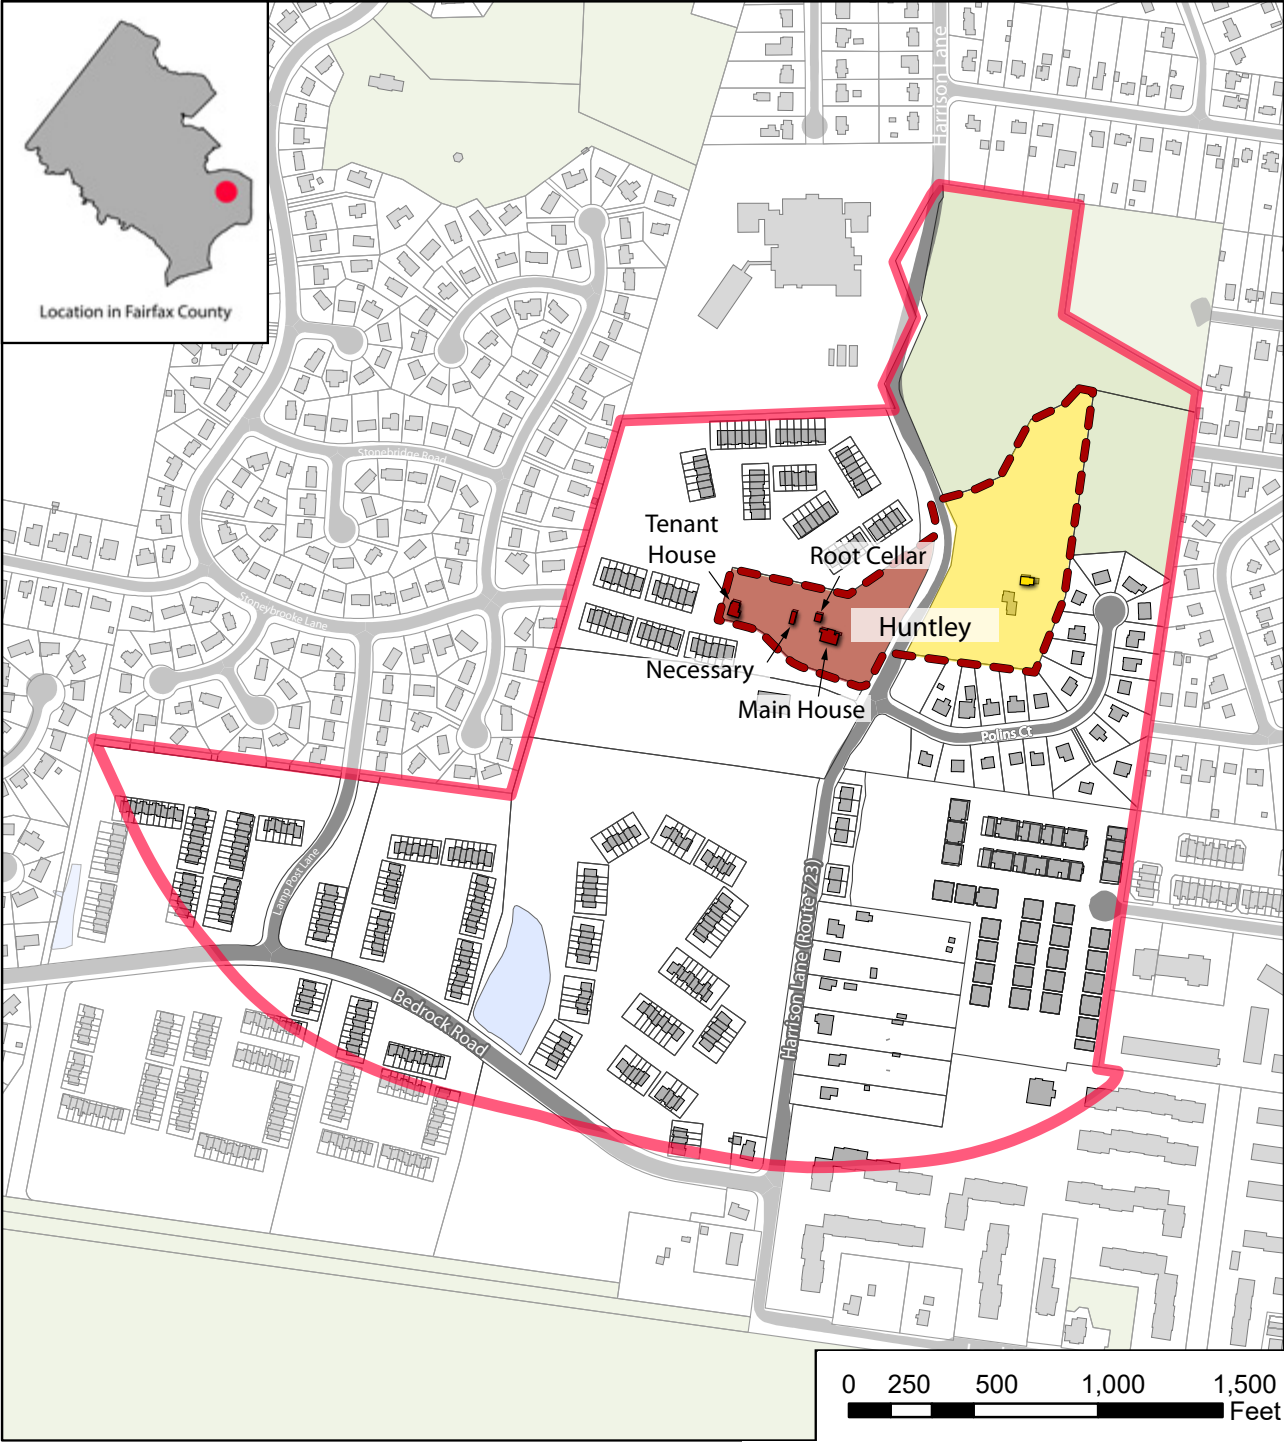 Harrison Lane
Location in Fairfax County
Stonebridge Road
Tenant
House
Root Cellar
Stoneybrooke Lane
Huntley
Necessary
Main House
Polins Ct
Lamp Post Lane
Harrison Lane (Route 723)
Bedrock Road
0 250 500 1,000 1,500
Feet